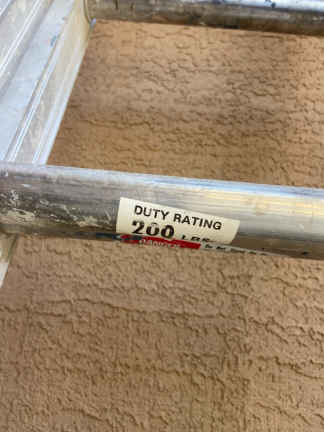 DUTY RATING
200 LBS.
DANGER